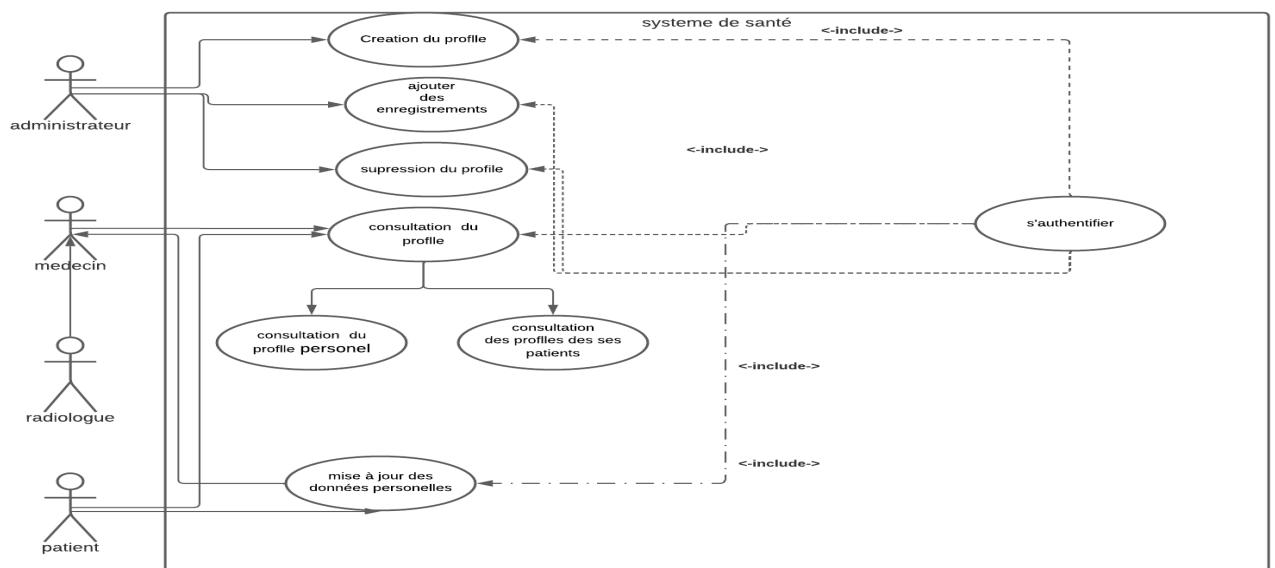 systeme de santé
<-include->
Creation du profile
ajouter
des
enregistrements
administrateur
<-include->
supression du profile
consultation du
profile
s'authentifier
medecin
consultation du
profile personel
consultation
des profiles des ses
patients
<-include->
radiologue
<-include->
mise à jour des
données personelles
patient